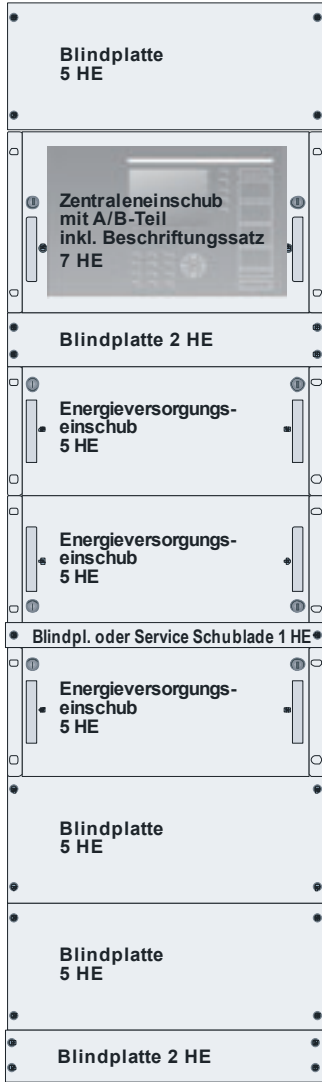 Blindplatte
5 HE
Zentraleneinschub
mit A/B-Teil
inkl. Beschriftungssatz
7 HE
Blindplatte 2 HE
Energieversorgungs-
einschub
5 HE
Energieversorgungs-
einschub
5 HE
Blindpl. oder Service Schublade 1 HE
Energieversorgungs-
einschub
5 HE
Blindplatte
5 HE
Blindplatte
5 HE
Blindplatte 2 HE